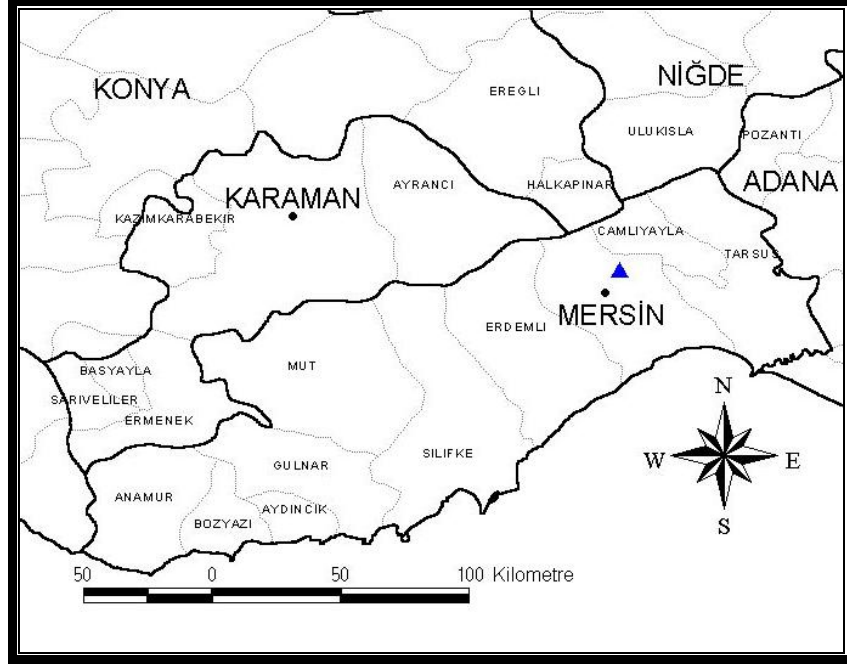 KONYA
NİĞDE
EREGLI
ULUKISLA
POZANTI
KARAMAN
AYRANCI
HALKAPINAR
ADANA
KAZIMKARABEKIR
CAMLIYAYLA
TARSUS
MERSİN
ERDEMLI
BASYAYLA
MUT
SARIVELILER
ERMENEK
N
W
E
S
GULNAR
SILIFKE
ANAMUR
AYDINCIK
BOZYAZI
50 0 50 100 Kilometre